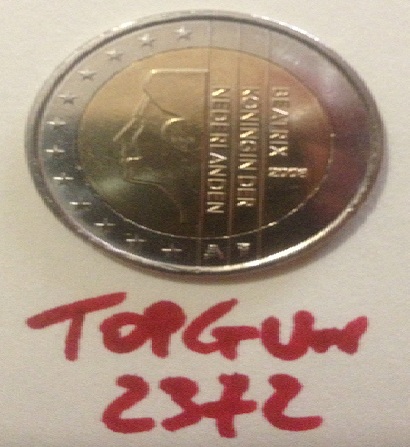 BEATRIX
KONINGIN DER
NEDERLANDEN
TOPGUN
2372